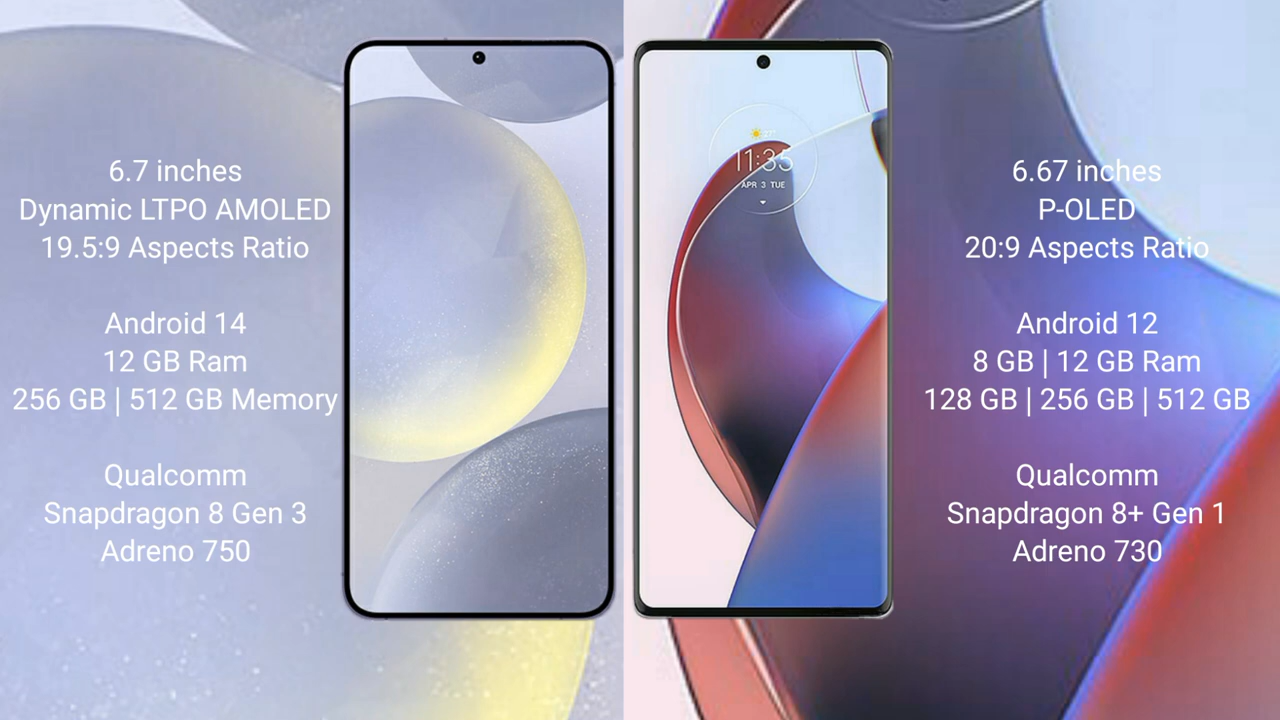 6.7 inches
Dynamic LTPO AMOLED
19.5:9 Aspects Ratio
Android 14
12 GB Ram
256 GB | 512 GB Memory
Qualcomm
Snapdragon 8 Gen 3
Adreno 750
11:35
APR 3 TUE
6.67 inches
P-OLED
20:9 Aspects Ratio
Android 12
8 GB | 12 GB Ram
128 GB | 256 GB | 512 GB
Qualcomm
Snapdragon 8+ Gen 1
Adreno 730